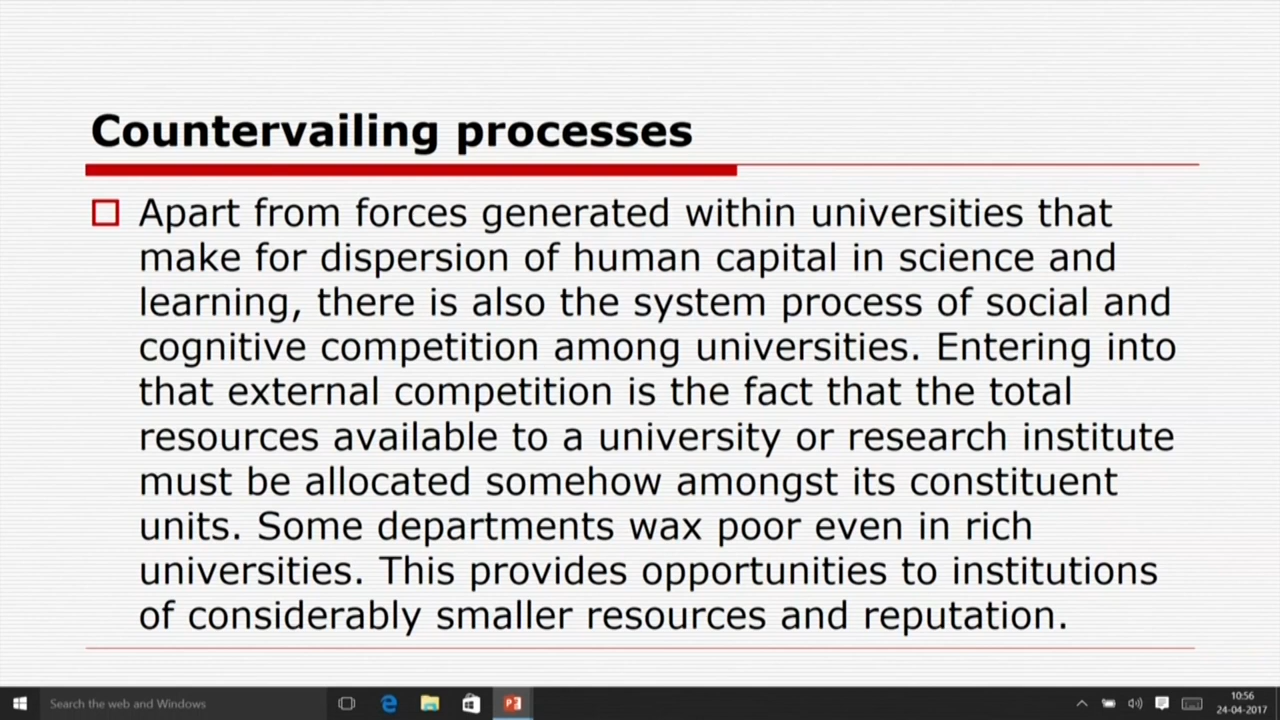 Countervailing processes
Apart from forces generated within universities that
make for dispersion of human capital in science and
learning, there is also the system process of social and
cognitive competition among universities. Entering into
that external competition is the fact that the total
resources available to a university or research institute
must be allocated somehow amongst its constituent
units. Some departments wax poor even in rich
universities. This provides opportunities to institutions
of considerably smaller resources and reputation.
Search the web and Windows
10:56
24-04-2017